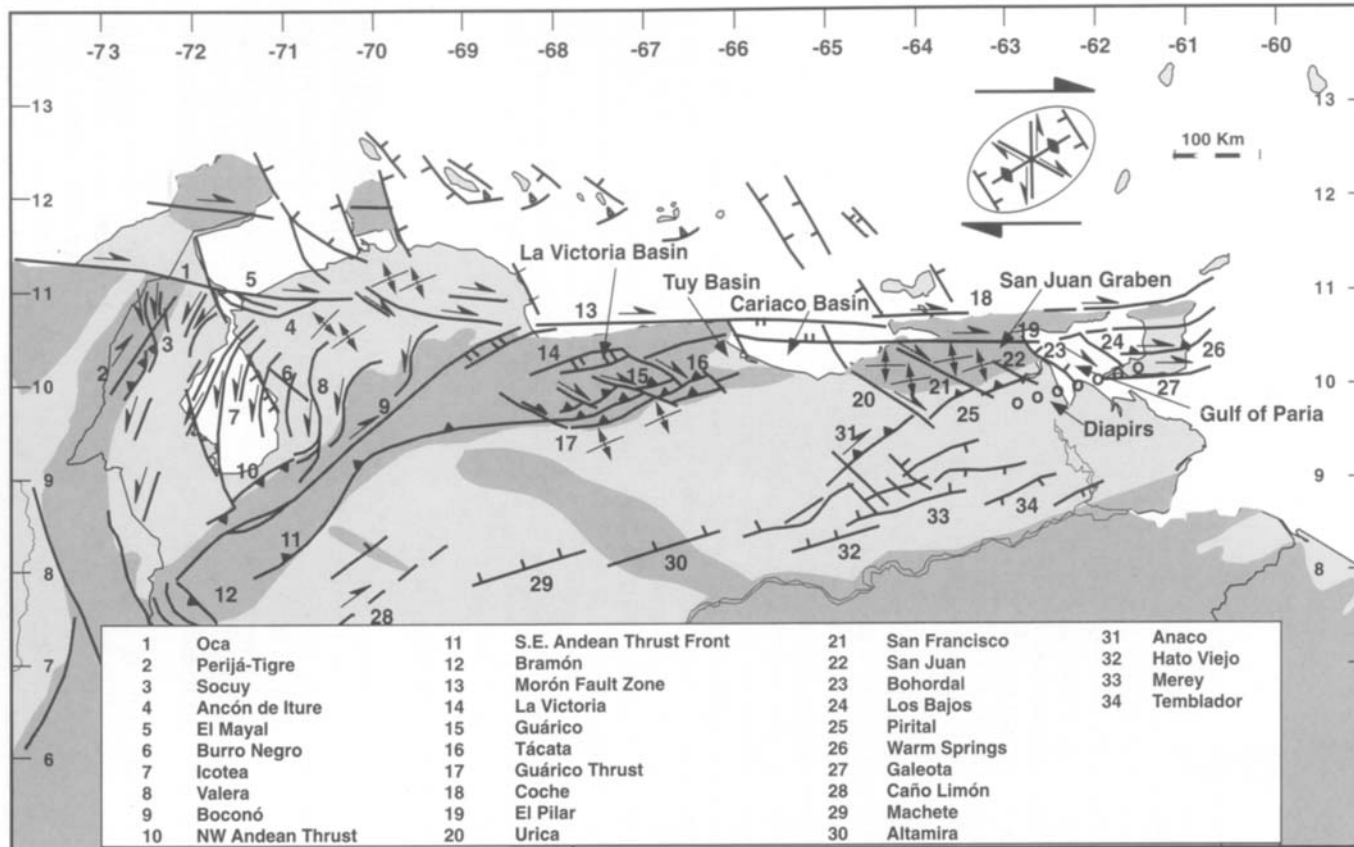 -73 -72 -71 -70 -69 -68 -67 -66 -65 -64 -63 -62 -61 -60
13 13
100 Km
12 12
La Victoria Basin
San Juan Graben
Tuy Basin
Cariaco Basin
1 5 11 13 18 11
4 3 14 19 24 26
2 6 8 10 9 15 16 22 23 10
7 21 27
20 25 Gulf of Paria
17 31 Diapirs
10 9 9
33 34
11 32
8 12 29 30 8
28
7
6
1 Oca
2 Perijá-Tigre
3 Socuy
4 Ancón de Iture
5 El Mayal
6 Burro Negro
7 Icotea
8 Valera
9 Boconó
10 NW Andean Thrust
11 S.E. Andean Thrust Front
12 Bramón
13 Morón Fault Zone
14 La Victoria
15 Guárico
16 Tácata
17 Guárico Thrust
18 Coche
19 El Pilar
20 Urica
21 San Francisco
22 San Juan
23 Bohordal
24 Los Bajos
25 Pirital
26 Warm Springs
27 Galeota
28 Caño Limón
29 Machete
30 Altamira
31 Anaco
32 Hato Viejo
33 Merey
34 Temblador